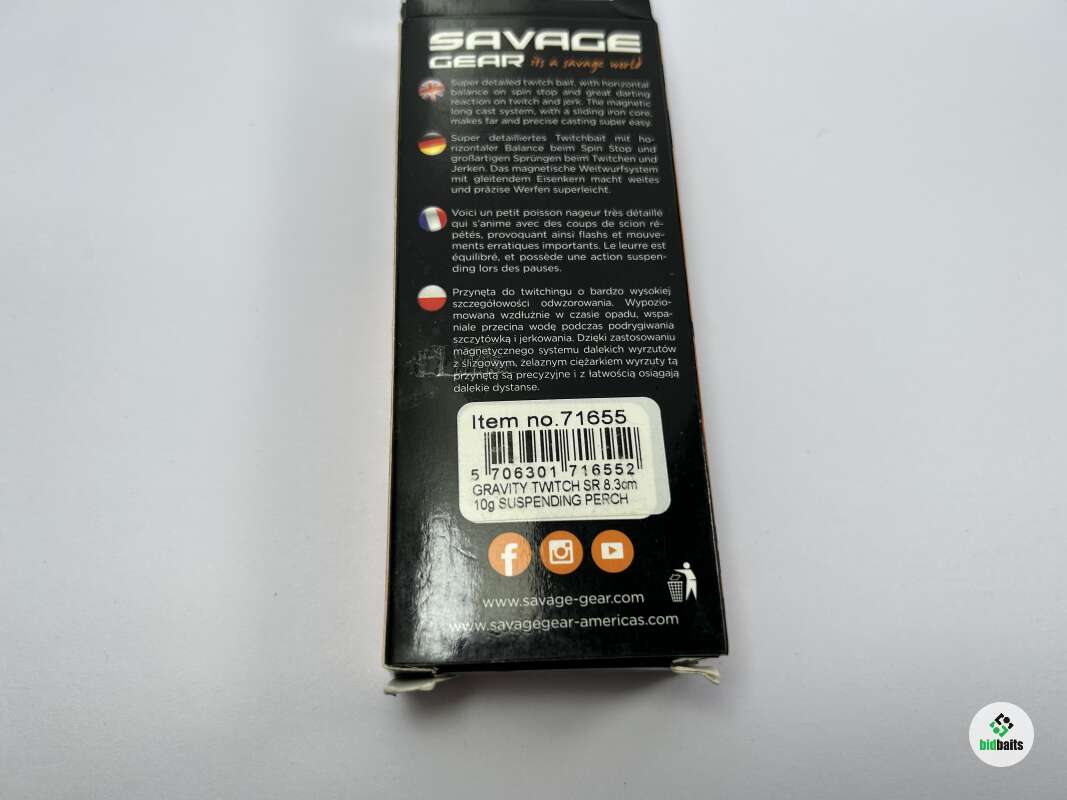 SAVAGE
GEAR it's a savage world
Super detailed twitch bait, with horizontal
balance on spin stop and great darting
reaction on twitch and jerk. The magnetic
long cast system, with a sliding iron core,
makes far and precise casting super easy.
Super detailliertes Twitchbait mit ho-
rizontaler Balance beim Spin Stop und
großartigen Sprüngen beim Twitchen und
Jerken. Das magnetische Weitwurfsystem
mit gleitendem Eisenkern macht weites
und präzise Werfen superleicht.
Voici un petit poisson nageur très détaillé
qui s'anime avec des coups de scion ré-
pétés, provoquant ainsi flashs et mouve-
ments erratiques importants. Le leurre est
équilibré, et possède une action suspen-
ding lors des pauses.
Przynęta do twitchingu o bardzo wysokiej
szczegółowości odwzorowania. Wypozio-
mowana wzdłużnie w czasie opadu, wspa-
niale przecina wodę podczas podrygiwania
szczytówką i jerkowania. Dzięki zastosowaniu
magnetycznego systemu dalekich wyrzutów
z ślizgowym, żelaznym ciężarkiem wyrzuty tą
przynętą są precyzyjne i z łatwością osiągają
dalekie dystanse.
Item no.71655
5 706301 716552
GRAVITY TWITCH SR 8.3cm
10g SUSPENDING PERCH
www.savage-gear.com
www.savagegear-americas.com
bidbaits